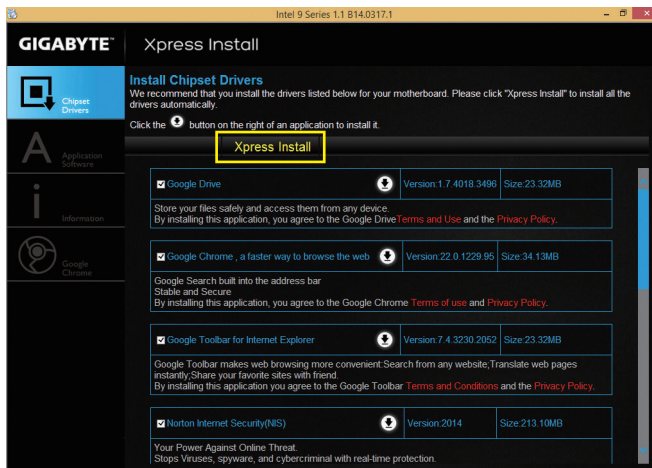 Intel 9 Series 1.1 B14.0317.1
GIGABYTE™
Xpress Install
Chipset
Drivers
Application
Software
Information
Google
Chrome
Install Chipset Drivers
We recommend that you install the drivers listed below for your motherboard. Please click "Xpress Install" to install all the
drivers automatically.
Click the button on the right of an application to install it.
Xpress Install
Google Drive Version:1.7.4018.3496 Size:23.32MB
Store your files safely and access them from any device.
By installing this application, you agree to the Google DriveTerms and Use and the Privacy Policy.
Google Chrome , a faster way to browse the web Version:22.0.1229.95 Size:34.13MB
Google Search built into the address bar
Stable and Secure
By installing this application, you agree to the Google Chrome Terms of use and Privacy Policy.
Google Toolbar for Internet Explorer Version:7.4.3230.2052 Size:23.32MB
Google Toolbar makes web browsing more convenient:Search from any website;Translate web pages
instantly;Share your favorite sites with friend.
By installing this application you agree to the Google Toolbar Terms and Conditions and the Privacy Policy.
Norton Internet Security(NIS) Version:2014 Size:213.10MB
Your Power Against Online Threat.
Stops Viruses, spyware, and cybercriminal with real-time protection.